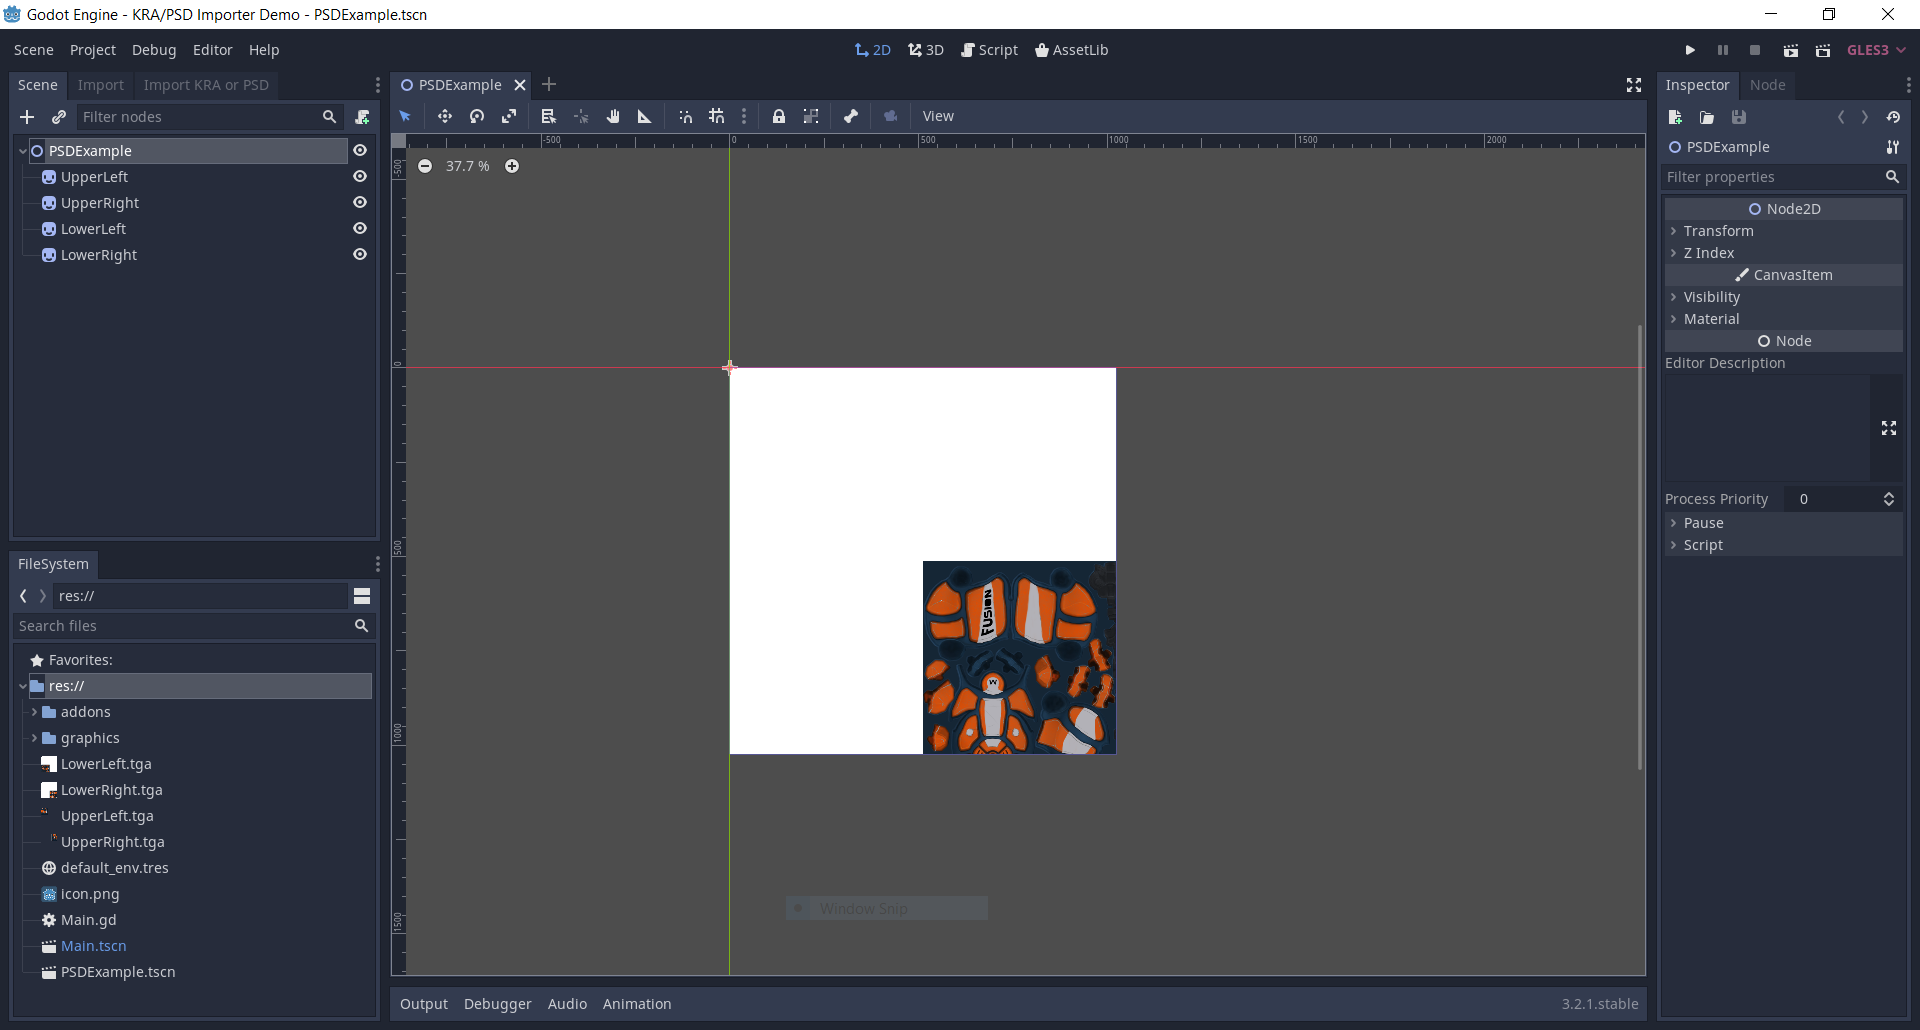 Godot Engine - KRA/PSD Importer Demo - PSDExample.tscn
Scene Project Debug Editor Help
2D 3D Script AssetLib
GLES3
Scene Import Import KRA or PSD
Filter nodes
PSDExample
UpperLeft
UpperRight
LowerLeft
LowerRight
FileSystem
res://
Search files
Favorites:
res://
addons
graphics
LowerLeft.tga
LowerRight.tga
UpperLeft.tga
UpperRight.tga
default_env.tres
icon.png
Main.gd
Main.tscn
PSDExample.tscn
PSDExample
View
-500 0 500 1000 1500 2000
-500
0
500
1000
1500
37.7 %
FUSION
Window Snip
Output Debugger Audio Animation
3.2.1.stable
Inspector Node
PSDExample
Filter properties
Node2D
Transform
Z Index
CanvasItem
Visibility
Material
Node
Editor Description
Process Priority 0
Pause
Script